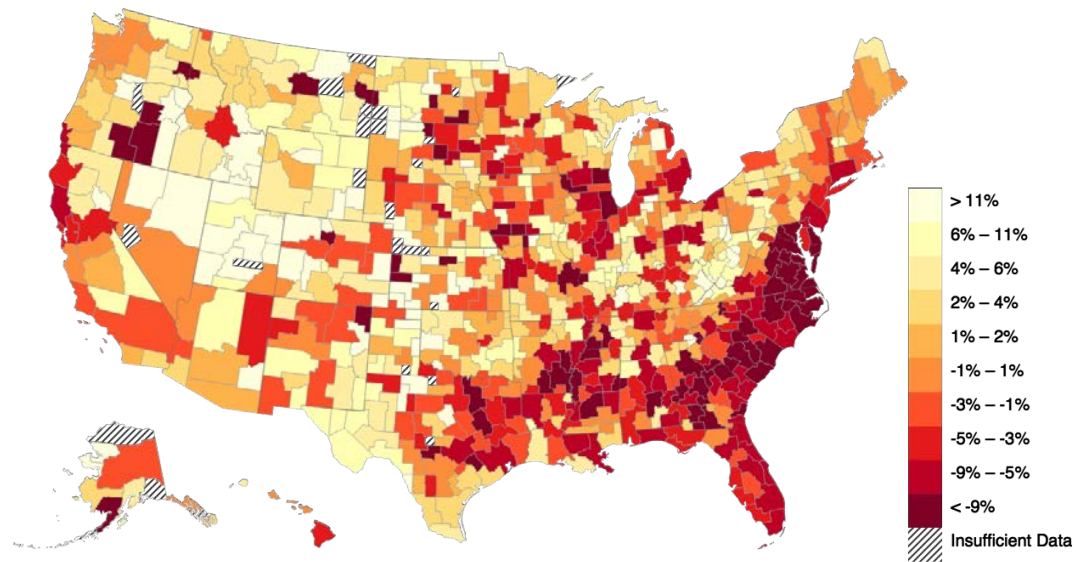 > 11%
6% – 11%
4% – 6%
2% – 4%
1% – 2%
-1% – 1%
-3% – -1%
-5% – -3%
-9% – -5%
< -9%
Insufficient Data